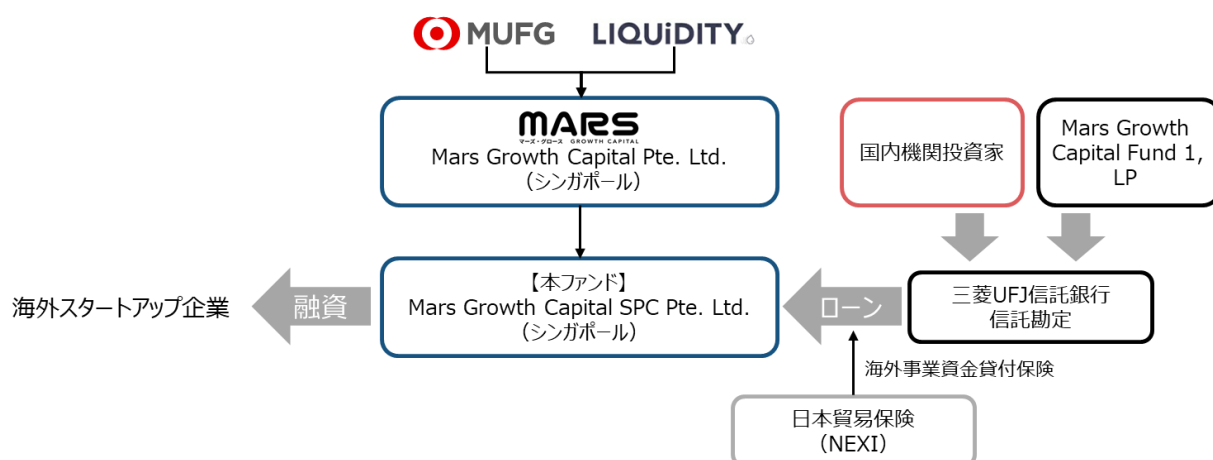 MUFG LIQUiDITY
MARS
マーズ・グロース GROWTH CAPITAL
Mars Growth Capital Pte. Ltd.
（シンガポール）
国内機関投資家
Mars Growth
Capital Fund 1,
LP
海外スタートアップ企業
融資
【本ファンド】
Mars Growth Capital SPC Pte. Ltd.
（シンガポール）
ローン
三菱UFJ信託銀行
信託勘定
海外事業資金貸付保険
日本貿易保険
（NEXI）